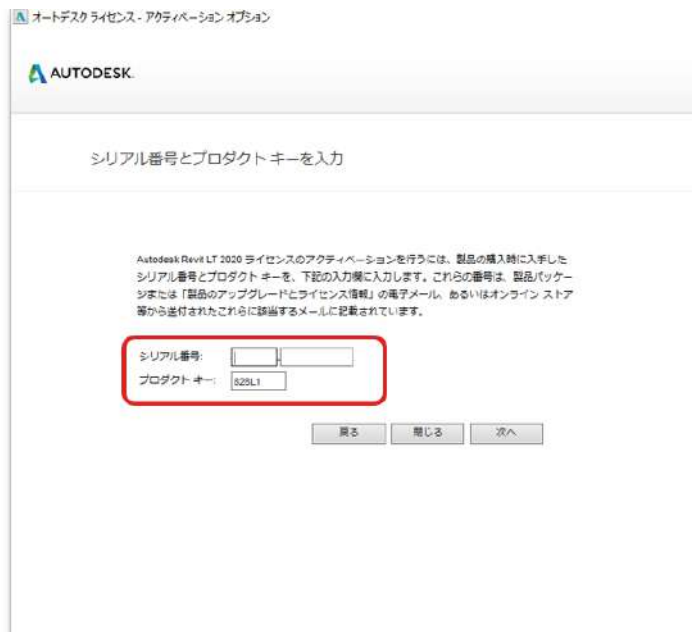 オートデスク ライセンス - アクティベーション オプション
AUTODESK.
シリアル番号とプロダクト キーを入力
Autodesk Revit LT 2020 ライセンスのアクティベーションを行うには、製品の購入時に入手した
シリアル番号とプロダクト キーを、下記の入力欄に入力します。これらの番号は、製品パッケー
ジまたは「製品のアップグレードとライセンス情報」の電子メール、あるいはオンライン ストア
等から送付されたこれらに該当するメールに記載されています。
シリアル番号: -
プロダクト キー: 828L1
戻る 閉じる 次へ